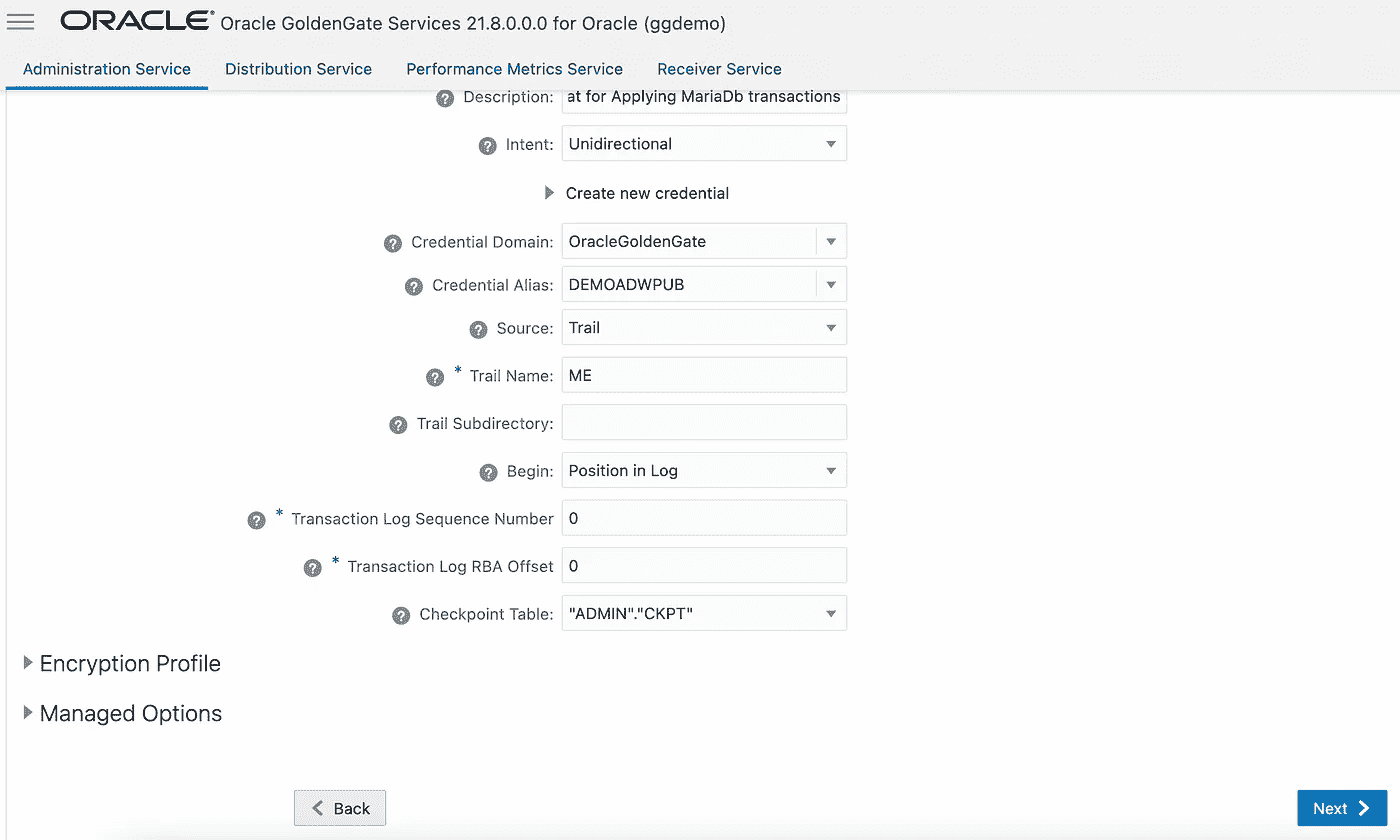 ORACLE Oracle GoldenGate Services 21.8.0.0.0 for Oracle (ggdemo)
Administration Service Distribution Service Performance Metrics Service Receiver Service
? Description: at for Applying MariaDb transactions
? Intent: Unidirectional
Create new credential
? Credential Domain: OracleGoldenGate
? Credential Alias: DEMOADWPUB
? Source: Trail
? * Trail Name: ME
? Trail Subdirectory:
? Begin: Position in Log
? * Transaction Log Sequence Number 0
? * Transaction Log RBA Offset 0
? Checkpoint Table: "ADMIN"."CKPT"
Encryption Profile
Managed Options
Back Next